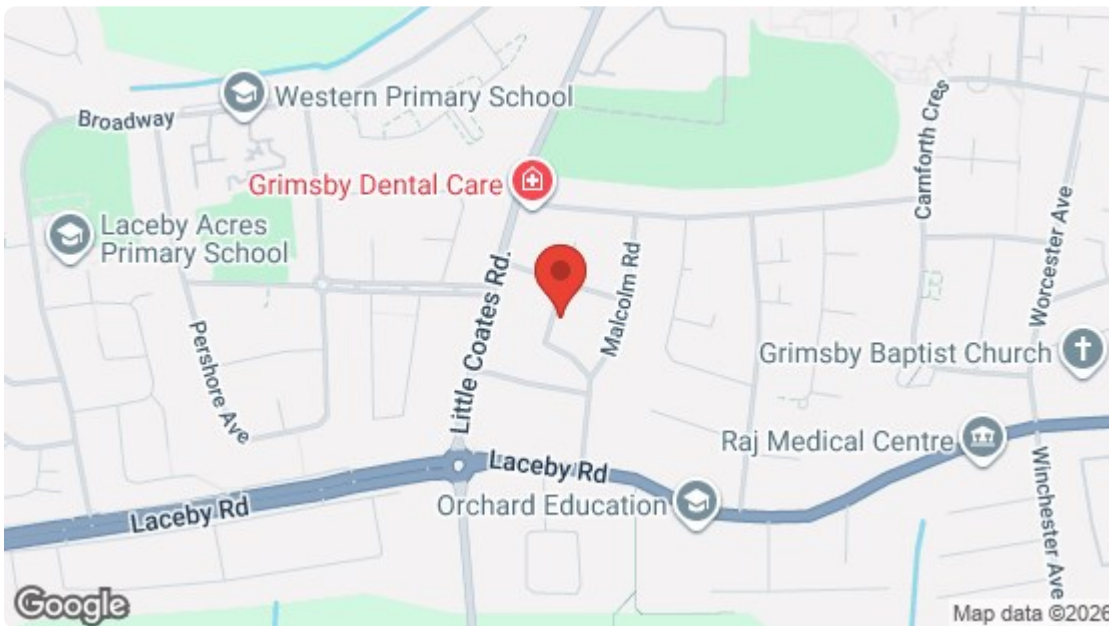 Western Primary School
Broadway
Carnforth Cres
Grimsby Dental Care
Laceby Acres
Primary School
Worcester Ave
Malcolm Rd
Little Coates Rd.
Pershore Ave
Grimsby Baptist Church
Raj Medical Centre
Laceby Rd
Orchard Education
Laceby Rd
Winchester Ave
Google
Map data ©2026